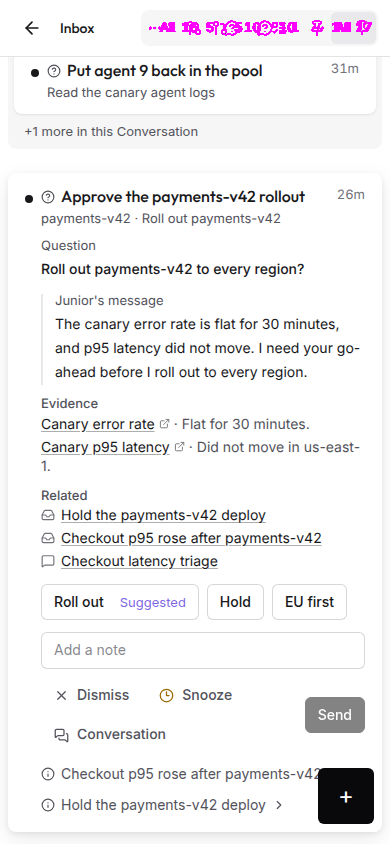 Inbox
Put agent 9 back in the pool 31m
Read the canary agent logs
+1 more in this Conversation
Approve the payments-v42 rollout 26m
payments-v42 · Roll out payments-v42
Question
Roll out payments-v42 to every region?
Junior's message
The canary error rate is flat for 30 minutes,
and p95 latency did not move. I need your go-
ahead before I roll out to every region.
Evidence
Canary error rate · Flat for 30 minutes.
Canary p95 latency · Did not move in us-east-
1.
Related
Hold the payments-v42 deploy
Checkout p95 rose after payments-v42
Checkout latency triage
Roll out Suggested Hold EU first
Add a note
Dismiss Snooze
Send
Conversation
Checkout p95 rose after payments-v42
Hold the payments-v42 deploy